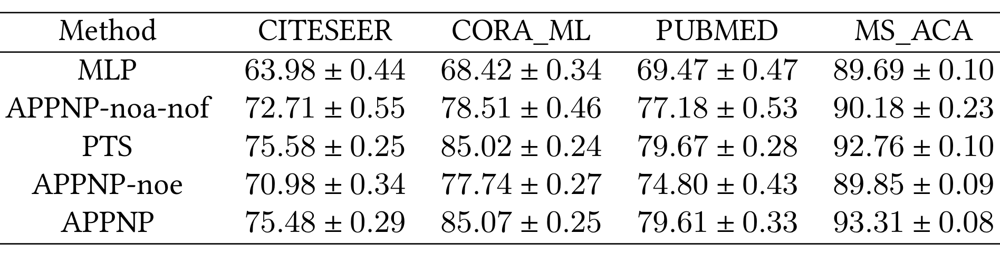 Method CITESEER CORA_ML PUBMED MS_ACA
MLP 63.98 ± 0.44 68.42 ± 0.34 69.47 ± 0.47 89.69 ± 0.10
APPNP-noa-nof 72.71 ± 0.55 78.51 ± 0.46 77.18 ± 0.53 90.18 ± 0.23
PTS 75.58 ± 0.25 85.02 ± 0.24 79.67 ± 0.28 92.76 ± 0.10
APPNP-noe 70.98 ± 0.34 77.74 ± 0.27 74.80 ± 0.43 89.85 ± 0.09
APPNP 75.48 ± 0.29 85.07 ± 0.25 79.61 ± 0.33 93.31 ± 0.08